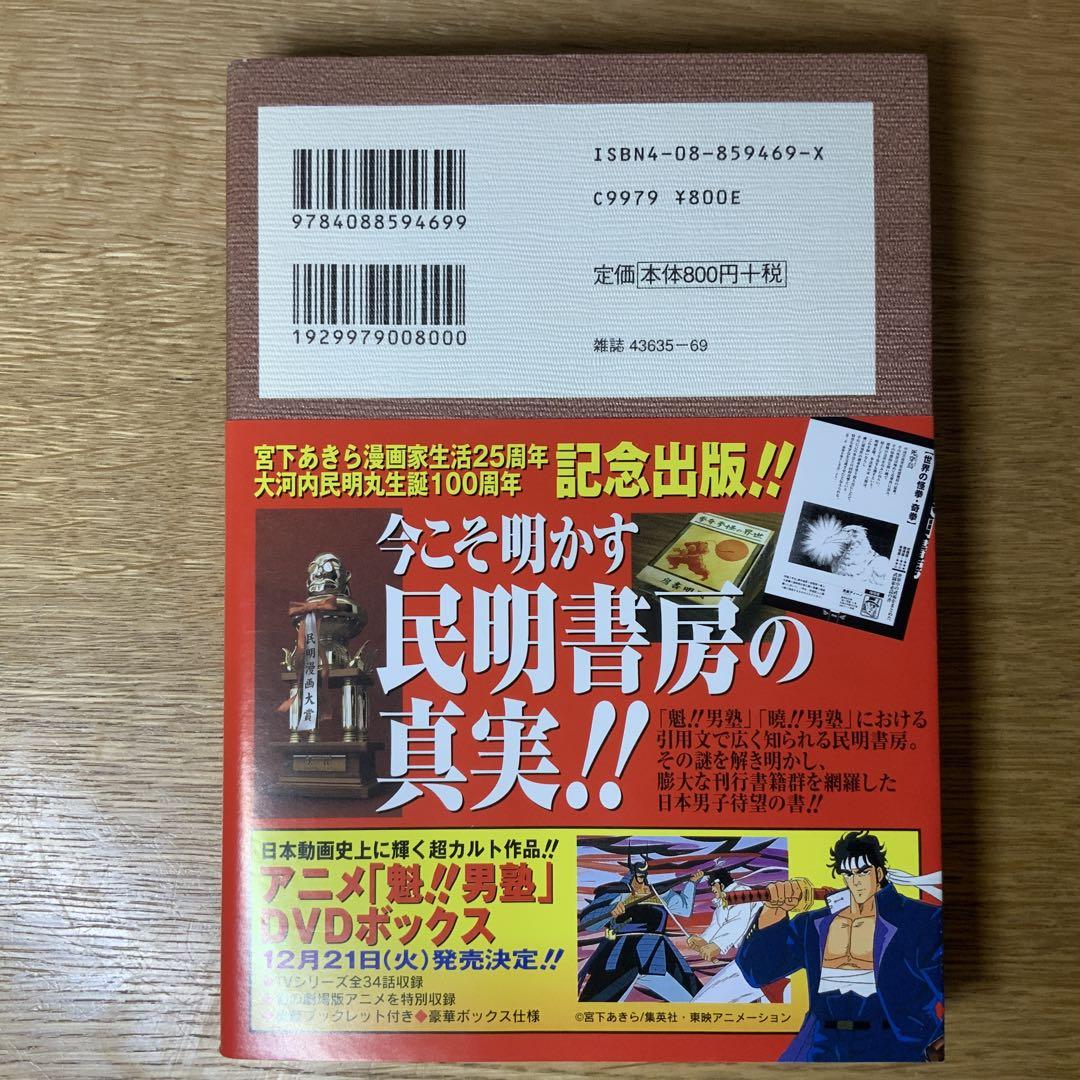 ISBN4-08-859469-X
C9979 ¥800E
9784088594699
定価 本体800円+税
1929979008000
雑誌 43635-69
宮下あきら漫画家生活25周年
大河内民明丸生誕100周年
記念出版!!
今こそ明かす
民明書房の
真実!!
民明漫画大賞
世界の怪拳・奇拳
「魁!!男塾」「曉!!男塾」における
引用文で広く知られる民明書房。
その謎を解き明かし、
膨大な刊行書籍群を網羅した
日本男子待望の書!!
日本動画史上に輝く超カルト作品!!
アニメ「魁!!男塾」
DVDボックス
12月21日(火)発売決定!!
TVシリーズ全34話収録
の劇場版アニメを特別収録
ブックレット付き◆豪華ボックス仕様
©宮下あきら/集英社・東映アニメーション